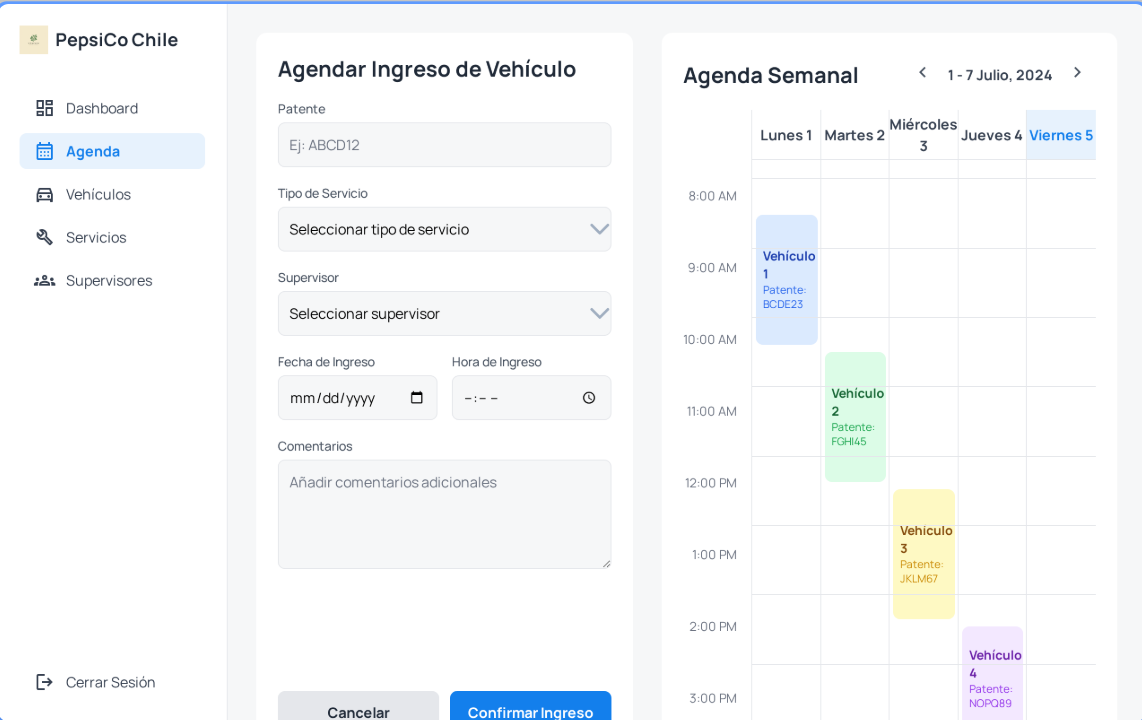 PepsiCo Chile
Dashboard
Agenda
Vehículos
Servicios
Supervisores
Cerrar Sesión
Agendar Ingreso de Vehículo
Patente
Ej: ABCD12
Tipo de Servicio
Seleccionar tipo de servicio
Supervisor
Seleccionar supervisor
Fecha de Ingreso
Hora de Ingreso
mm/dd/yyyy
--:-- --
Comentarios
Añadir comentarios adicionales
Cancelar
Confirmar Ingreso
Agenda Semanal
1 - 7 Julio, 2024
Lunes 1
Martes 2
Miércoles
3
Jueves 4
Viernes 5
8:00 AM
9:00 AM
10:00 AM
11:00 AM
12:00 PM
1:00 PM
2:00 PM
3:00 PM
Vehículo
1
Patente:
BCDE23
Vehículo
2
Patente:
FGHI45
Vehículo
3
Patente:
JKLM67
Vehículo
4
Patente:
NOPQ89